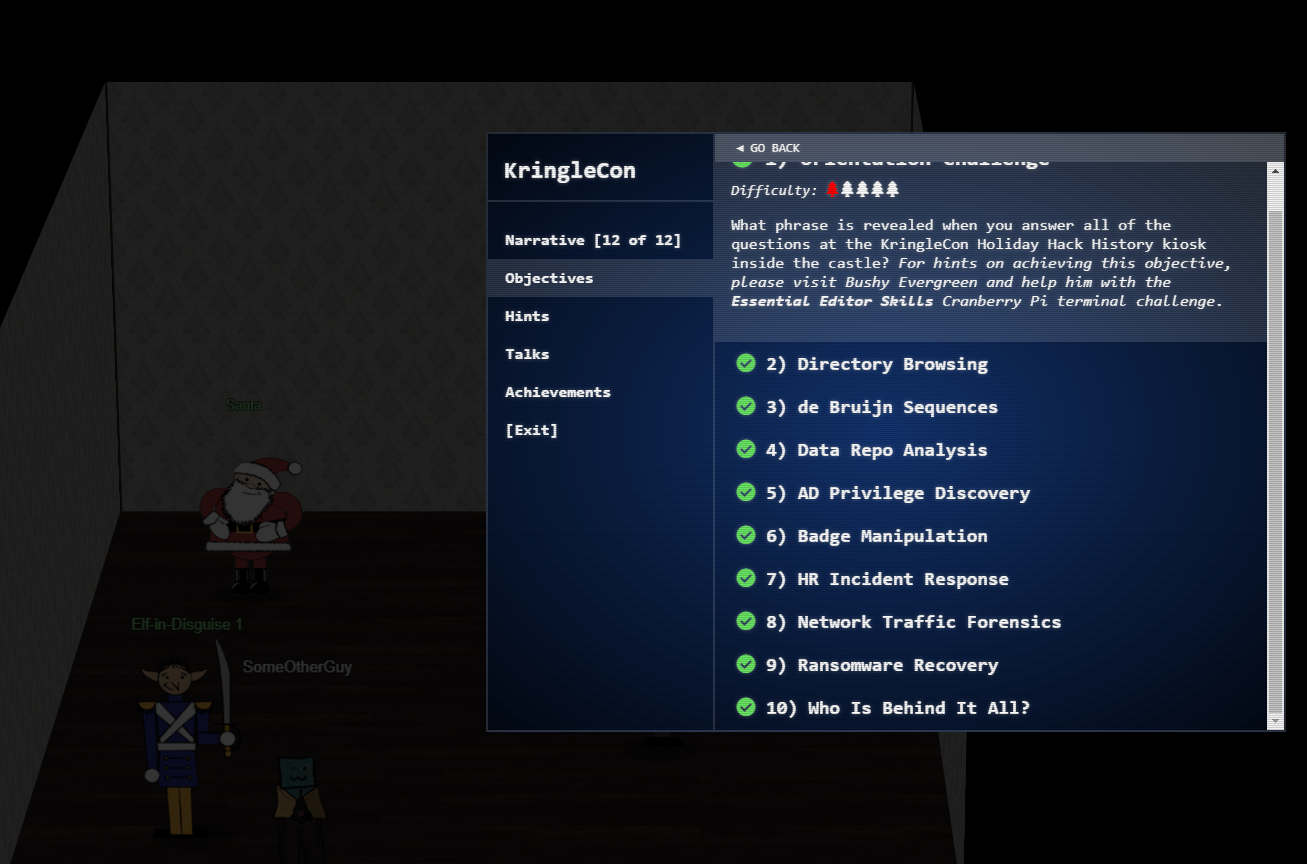 ◄ GO BACK
KringleCon
1) Orientation Challenge
Difficulty:
What phrase is revealed when you answer all of the
questions at the KringleCon Holiday Hack History kiosk
inside the castle? For hints on achieving this objective,
please visit Bushy Evergreen and help him with the
Essential Editor Skills Cranberry Pi terminal challenge.
Narrative [12 of 12]
Objectives
Hints
Talks
Achievements
[Exit]
2) Directory Browsing
3) de Bruijn Sequences
4) Data Repo Analysis
5) AD Privilege Discovery
6) Badge Manipulation
7) HR Incident Response
8) Network Traffic Forensics
9) Ransomware Recovery
10) Who Is Behind It All?
Santa
Elf-in-Disguise 1
SomeOtherGuy